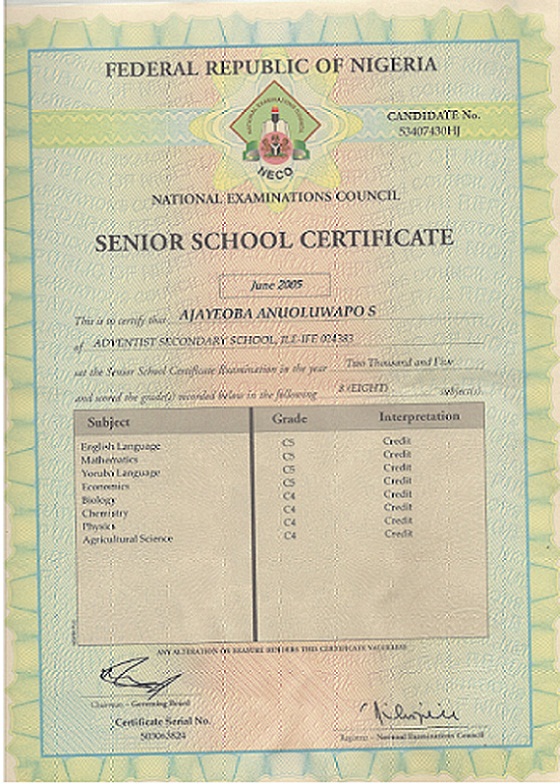 FEDERAL REPUBLIC OF NIGERIA
CANDIDATE No.
53407430HJ
NATIONAL EXAMINATIONS COUNCIL
NECO
NATIONAL EXAMINATIONS COUNCIL
SENIOR SCHOOL CERTIFICATE
June 2005
This is to certify that AJAYEOBA ANUOLUWAPO S
of ADVENTIST SECONDARY SCHOOL, ILE-IFE 024383
sat the Senior School Certificate Examination in the year Two Thousand and Five
and scored the grade(s) recorded below in the following 8 (EIGHT) subject(s).
Subject Grade Interpretation
English Language C5 Credit
Mathematics C5 Credit
Yoruba Language C5 Credit
Economics C5 Credit
Biology C4 Credit
Chemistry C4 Credit
Physics C4 Credit
Agricultural Science C4 Credit
ANY ALTERATION OR ERASURE RENDERS THIS CERTIFICATE VALUELESS
Chairman - Governing Board
Registrar - National Examinations Council
Certificate Serial No.
503063824